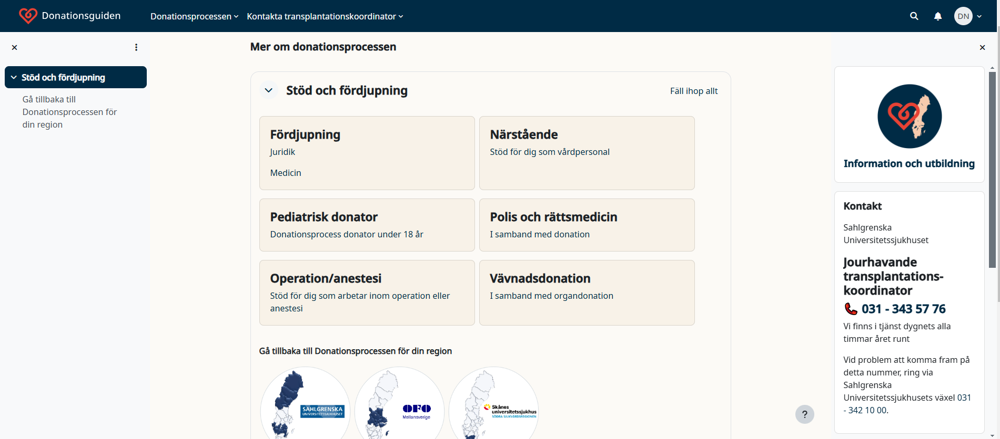 Donationsguiden
Donationsprocessen
Kontakta transplantationskoordinator
DN
Stöd och fördjupning
Gå tillbaka till
Donationsprocessen för
din region
Mer om donationsprocessen
Stöd och fördjupning
Fäll ihop allt
Fördjupning
Juridik
Medicin
Närstående
Stöd för dig som vårdpersonal
Pediatrisk donator
Donationsprocess donator under 18 år
Polis och rättsmedicin
I samband med donation
Operation/anestesi
Stöd för dig som arbetar inom operation eller
anestesi
Vävnadsdonation
I samband med organdonation
Gå tillbaka till Donationsprocessen för din region
SAHLGRENSKA
UNIVERSITETSSJUKHUSET
OFO
Mellansverige
Skånes
universitetssjukhus
SÖDRA SJUKVÅRDSREGIONEN
Information och utbildning
Kontakt
Sahlgrenska
Universitetssjukhuset
Jourhavande
transplantations-
koordinator
031 - 343 57 76
Vi finns i tjänst dygnets alla
timmar året runt
Vid problem att komma fram på
detta nummer, ring via
Sahlgrenska
Universitetssjukhusets växel 031
- 342 10 00.
?